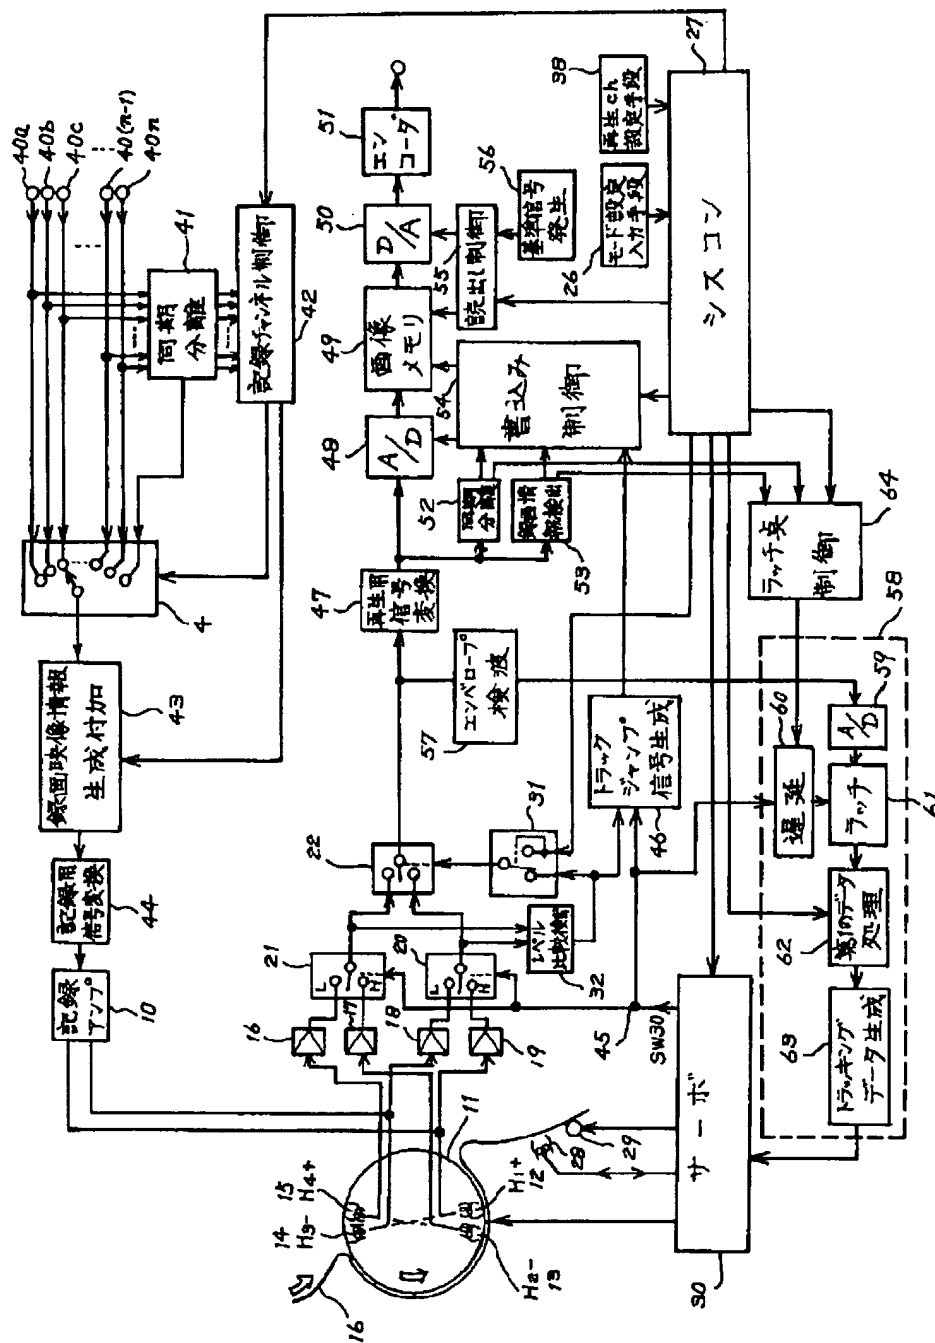 40a
40b
40c
40(n-1)
40n
41
同期
分離
記録チャンネル制御
42
4
録画映像情報
生成付加
43
記録用
信号変換
44
記録
アンプ
10
エン
コーダ
51
D/A
50
画像
メモリ
49
A/D
48
読出し制御
55
基準信号
発生
56
書込み
制御
54
同期
分離
52
録画情
報検出
53
再生用
信号
変換
47
エンベロープ
検波
57
再生ch
設定手段
38
モード設定
入力手段
26
シスコン
27
ラッチ点
制御
64
58
A/D
59
遅延
60
ラッチ
61
第1のデータ
処理
62
トラッキング
データ生成
63
トラック
ジャンプ
信号生成
46
31
22
レベル
比較検出
32
21
L
H
20
L
H
16
17
18
19
45
SW30
サーボ
30
11
15
H4+
14
H3-
H1+
12
H2-
13
16
28
29